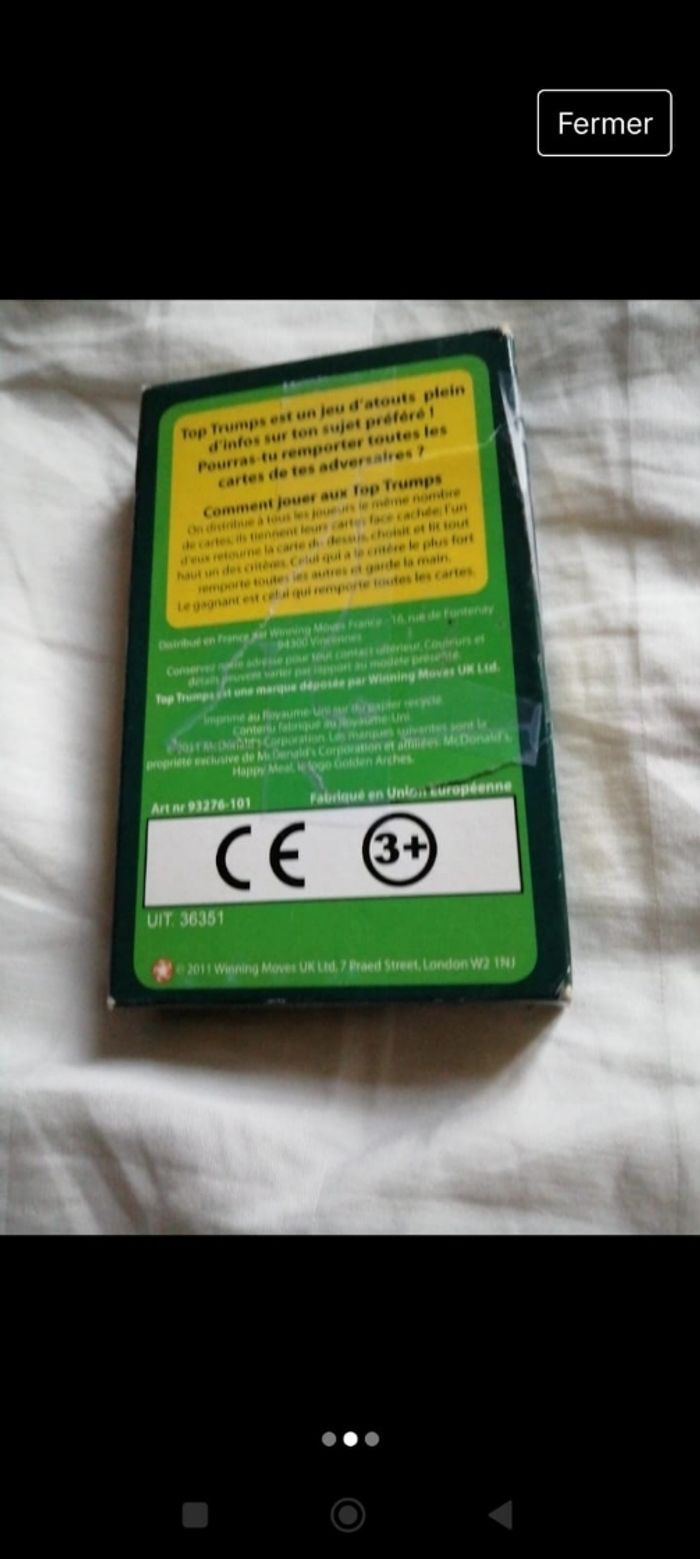 Fermer
Top Trumps est un jeu d'atouts plein
d'infos sur ton sujet préféré !
Pourras-tu remporter toutes les
cartes de tes adversaires ?
Comment jouer aux Top Trumps
On distribue à tous les joueurs le même nombre
de cartes, ils tiennent leurs cartes face cachée; l'un
d'eux retourne la carte du dessus, choisit et lit tout
haut un des critères. Celui qui a le critère le plus fort
remporte toutes les autres et garde la main.
Le gagnant est celui qui remporte toutes les cartes.
Distribué en France par Winning Moves France - 16, rue de Fontenay
94300 Vincennes
Conservez notre adresse pour tout contact ultérieur. Couleurs et
détails peuvent varier par rapport au modèle présenté.
Top Trumps est une marque déposée par Winning Moves UK Ltd.
Imprimé au Royaume-Uni sur du papier recyclé.
Contenu fabriqué au Royaume-Uni
© 2011 McDonald's Corporation. Les marques suivantes sont la
propriété exclusive de McDonald's Corporation et affiliées: McDonald's,
Happy Meal, le logo Golden Arches.
Art nr 93276-101 Fabriqué en Union Européenne
CE 3+
UIT. 36351
© 2011 Winning Moves UK Ltd, 7 Praed Street, London W2 1NJ